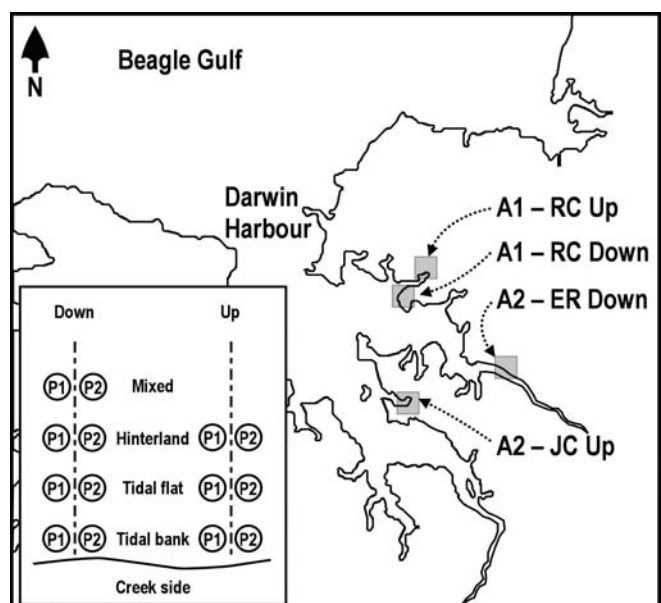 Beagle Gulf
N
Darwin
Harbour
A1 – RC Up
A1 – RC Down
A2 – ER Down
A2 – JC Up
Down Up
P1 P2 Mixed
P1 P2 Hinterland P1 P2
P1 P2 Tidal flat P1 P2
P1 P2 Tidal bank P1 P2
Creek side